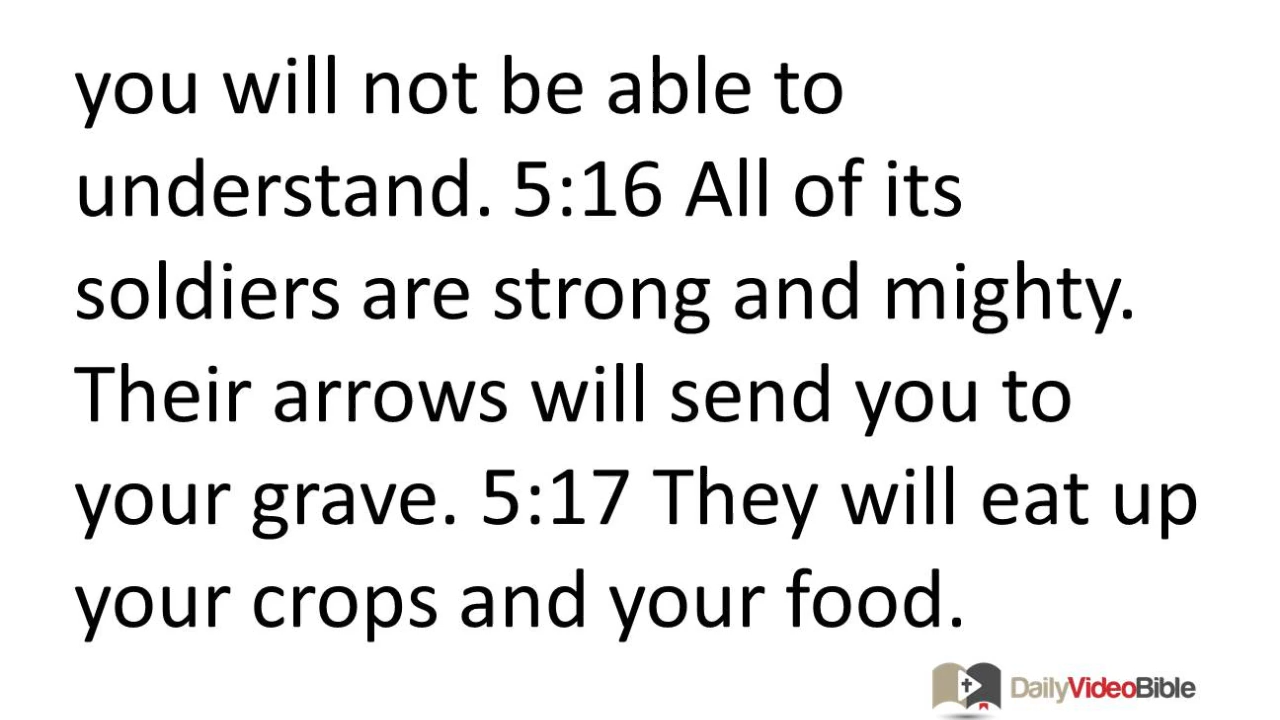 you will not be able to
understand. 5:16 All of its
soldiers are strong and mighty.
Their arrows will send you to
your grave. 5:17 They will eat up
your crops and your food.
DailyVideoBible